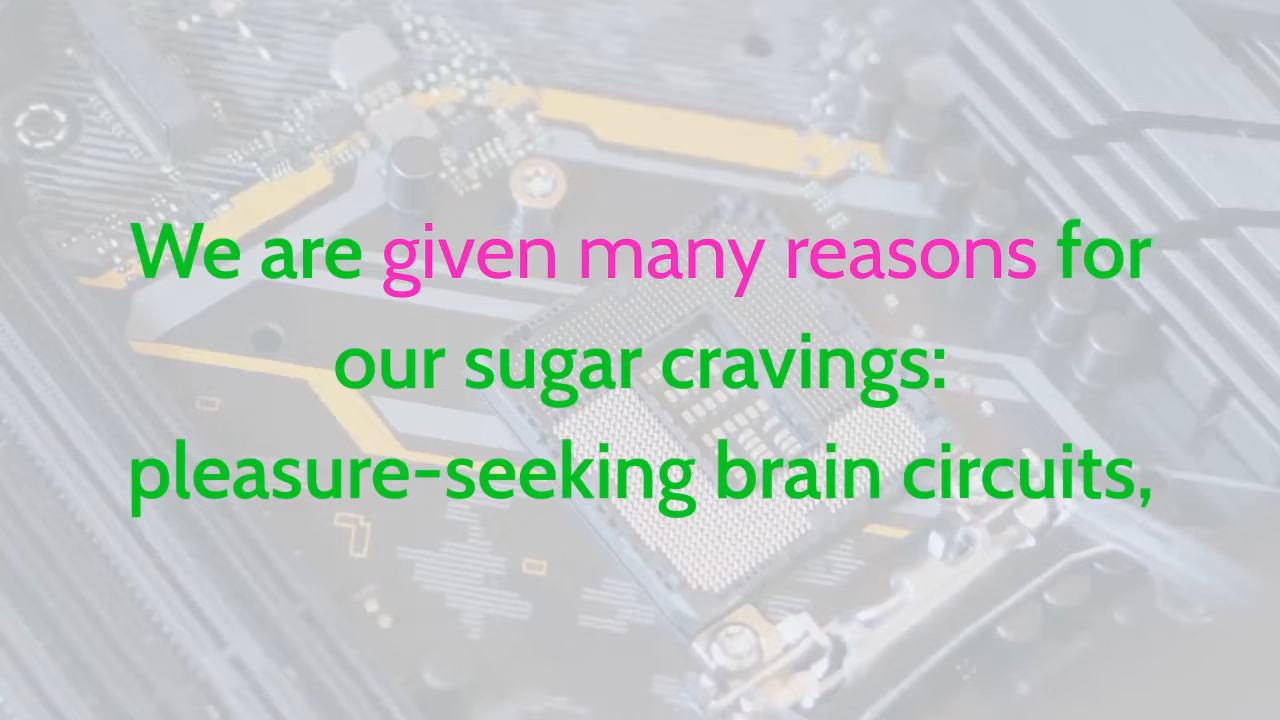 We are given many reasons for
our sugar cravings:
pleasure-seeking brain circuits,